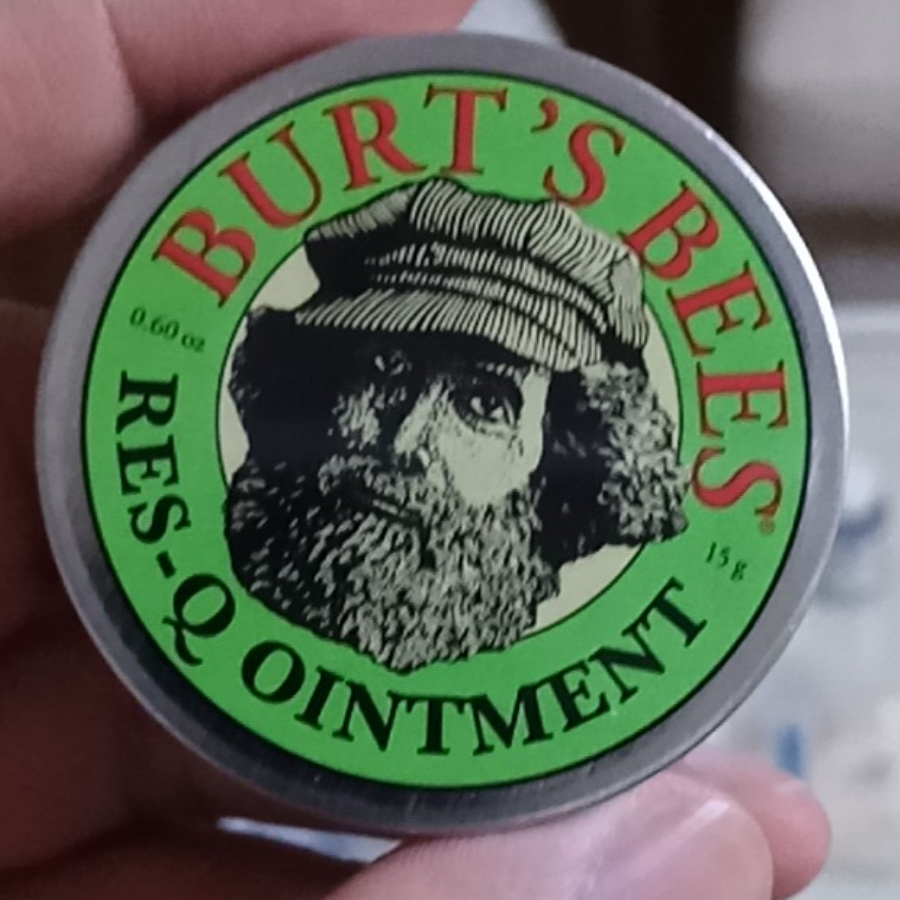 BURT'S BEES®
0.60 oz
15 g
RES-Q OINTMENT